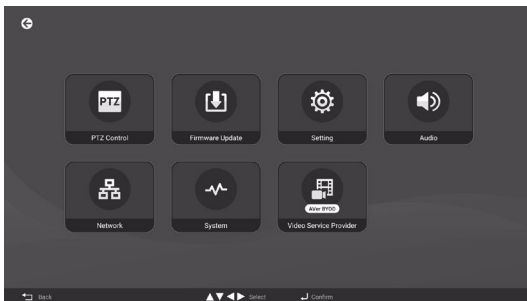 PTZ
PTZ Control
Firmware Update
Setting
Audio
Network
System
AVer BYOD
Video Service Provider
Back
Select
Confirm